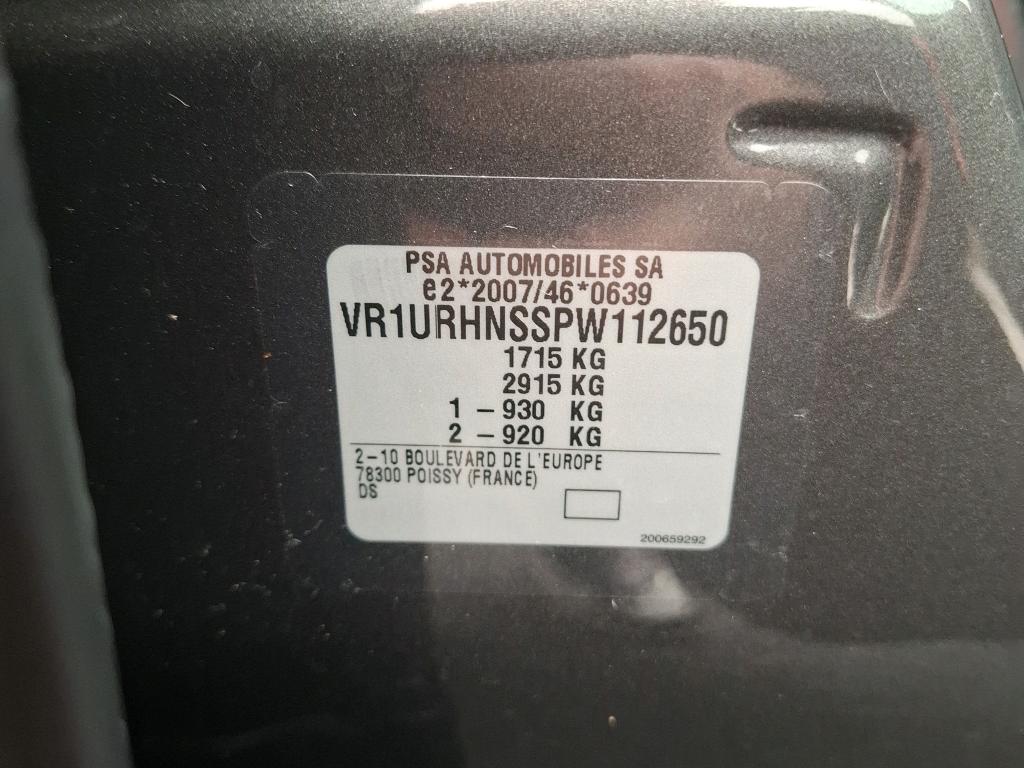 PSA AUTOMOBILES SA
e2*2007/46*0639
VR1URHNSSPW112650
1715 KG
2915 KG
1 – 930 KG
2 – 920 KG
2–10 BOULEVARD DE L'EUROPE
78300 POISSY (FRANCE)
DS
200659292